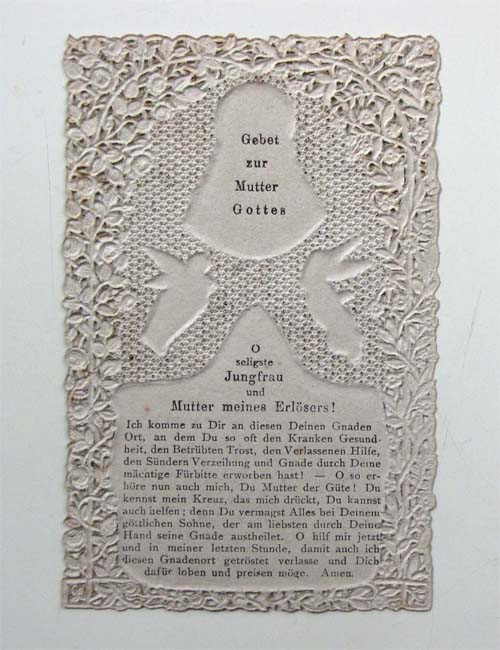 Gebet
zur
Mutter
Gottes
O
seligste
Jungfrau
und
Mutter meines Erlösers!
Ich komme zu Dir an diesen Deinen Gnaden
Ort, an dem Du so oft den Kranken Gesund-
heit, den Betrübten Trost, den Verlassenen Hilfe,
den Sündern Verzeihung und Gnade durch Deine
mächtige Fürbitte erworben hast! — O so er-
höre nun auch mich, Du Mutter der Güte! Du
kennst mein Kreuz, das mich drückt, Du kannst
auch helfen; denn Du vermagst Alles bei Deinem
göttlichen Sohne, der am liebsten durch Deine
Hand seine Gnade austheilet. O hilf mir jetzt
und in meiner letzten Stunde, damit auch ich
diesen Gnadenort getröstet verlasse und Dich
dafür loben und preisen möge. Amen.